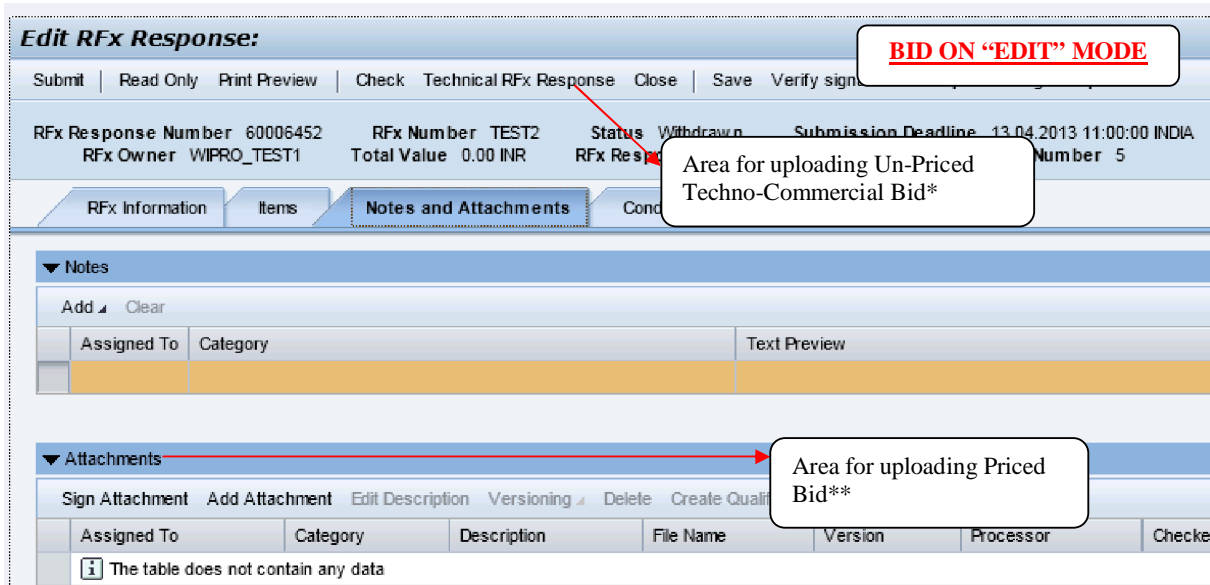 Edit RFx Response:
BID ON “EDIT” MODE
Submit | Read Only Print Preview | Check Technical RFx Response Close | Save Verify
RFx Response Number 60006452 RFx Number TEST2 Status Withdrawn Submission Deadline 13.04.2013 11:00:00 INDIA
RFx Owner WIPRO_TEST1 Total Value 0.00 INR RFx Number 5
Area for uploading Un-Priced
Techno-Commercial Bid*
RFx Information Items Notes and Attachments
Notes
Add Clear
Assigned To Category Text Preview
Attachments
Area for uploading Priced
Bid**
Sign Attachment Add Attachment Edit Description Versioning Delete Create
Assigned To Category Description File Name Version Processor
The table does not contain any data